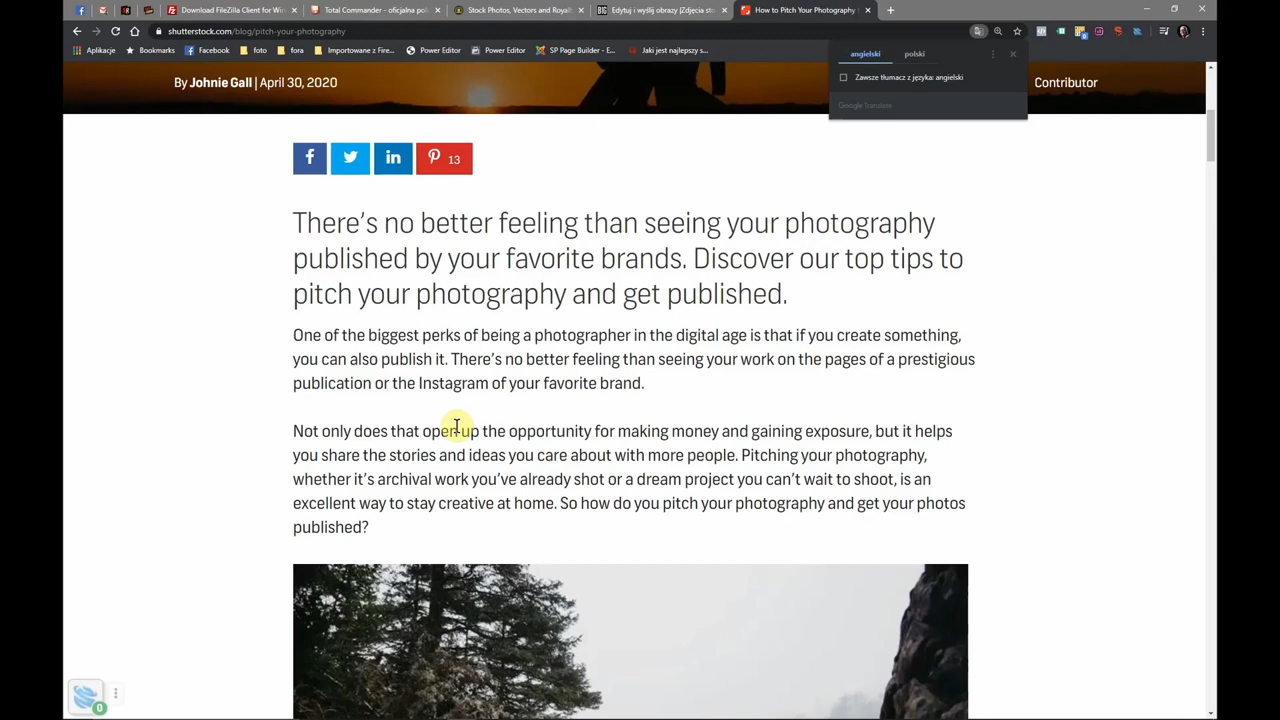 Download FileZilla Client for Win
Total Commander - oficjalna pols
Stock Photos, Vectors and Royalt
Edytuj i wyślij obrazy [Zdjęcia sto
How to Pitch Your Photography
shutterstock.com/blog/pitch-your-photography
Aplikacje
Bookmarks
Facebook
foto
fora
Importowane z Fire...
Power Editor
Power Editor
SP Page Builder - E...
Jaki jest najlepszy s...
angielski
polski
Zawsze tłumacz z języka: angielski
Google Translate
By Johnie Gall | April 30, 2020
Contributor
13
There's no better feeling than seeing your photography
published by your favorite brands. Discover our top tips to
pitch your photography and get published.
One of the biggest perks of being a photographer in the digital age is that if you create something,
you can also publish it. There's no better feeling than seeing your work on the pages of a prestigious
publication or the Instagram of your favorite brand.
Not only does that open up the opportunity for making money and gaining exposure, but it helps
you share the stories and ideas you care about with more people. Pitching your photography,
whether it's archival work you've already shot or a dream project you can't wait to shoot, is an
excellent way to stay creative at home. So how do you pitch your photography and get your photos
published?
0